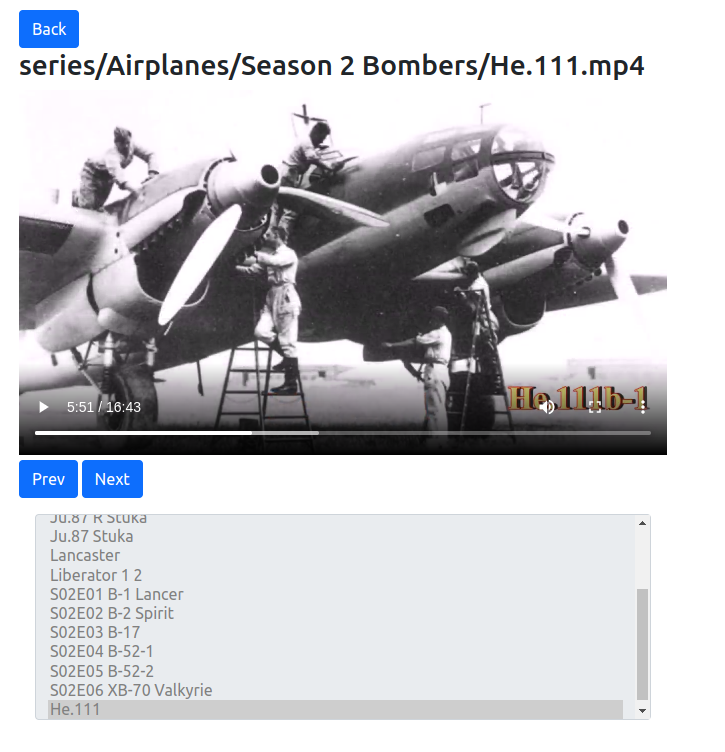 Back
series/Airplanes/Season 2 Bombers/He.111.mp4
He.111b-1
5:51 / 16:43
Prev Next
Ju.87 R Stuka
Ju.87 Stuka
Lancaster
Liberator 1 2
S02E01 B-1 Lancer
S02E02 B-2 Spirit
S02E03 B-17
S02E04 B-52-1
S02E05 B-52-2
S02E06 XB-70 Valkyrie
He.111